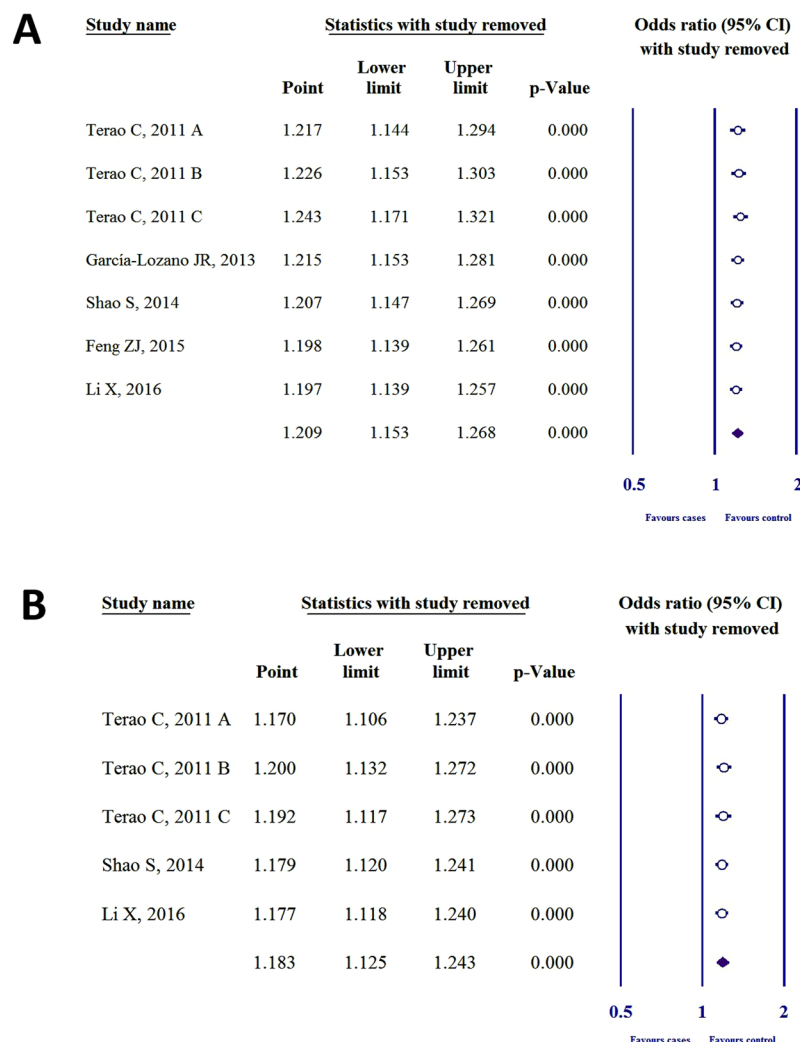 A
Study name Statistics with study removed Odds ratio (95% CI)
with study removed
Lower Upper
Point limit limit p-Value
Terao C, 2011 A 1.217 1.144 1.294 0.000
Terao C, 2011 B 1.226 1.153 1.303 0.000
Terao C, 2011 C 1.243 1.171 1.321 0.000
García-Lozano JR, 2013 1.215 1.153 1.281 0.000
Shao S, 2014 1.207 1.147 1.269 0.000
Feng ZJ, 2015 1.198 1.139 1.261 0.000
Li X, 2016 1.197 1.139 1.257 0.000
1.209 1.153 1.268 0.000
0.5 1 2
Favours cases Favours control
B
Study name Statistics with study removed Odds ratio (95% CI)
with study removed
Lower Upper
Point limit limit p-Value
Terao C, 2011 A 1.170 1.106 1.237 0.000
Terao C, 2011 B 1.200 1.132 1.272 0.000
Terao C, 2011 C 1.192 1.117 1.273 0.000
Shao S, 2014 1.179 1.120 1.241 0.000
Li X, 2016 1.177 1.118 1.240 0.000
1.183 1.125 1.243 0.000
0.5 1 2
Favours cases Favours control